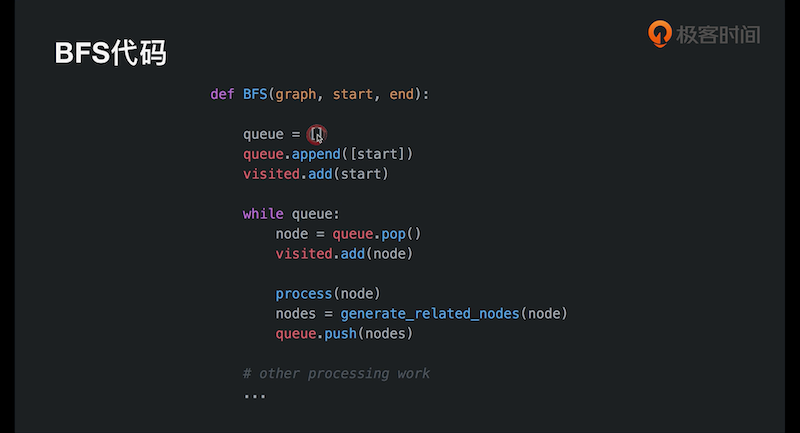 极客时间
BFS代码
def BFS(graph, start, end):
queue = []
queue.append([start])
visited.add(start)
while queue:
node = queue.pop()
visited.add(node)
process(node)
nodes = generate_related_nodes(node)
queue.push(nodes)
# other processing work
...